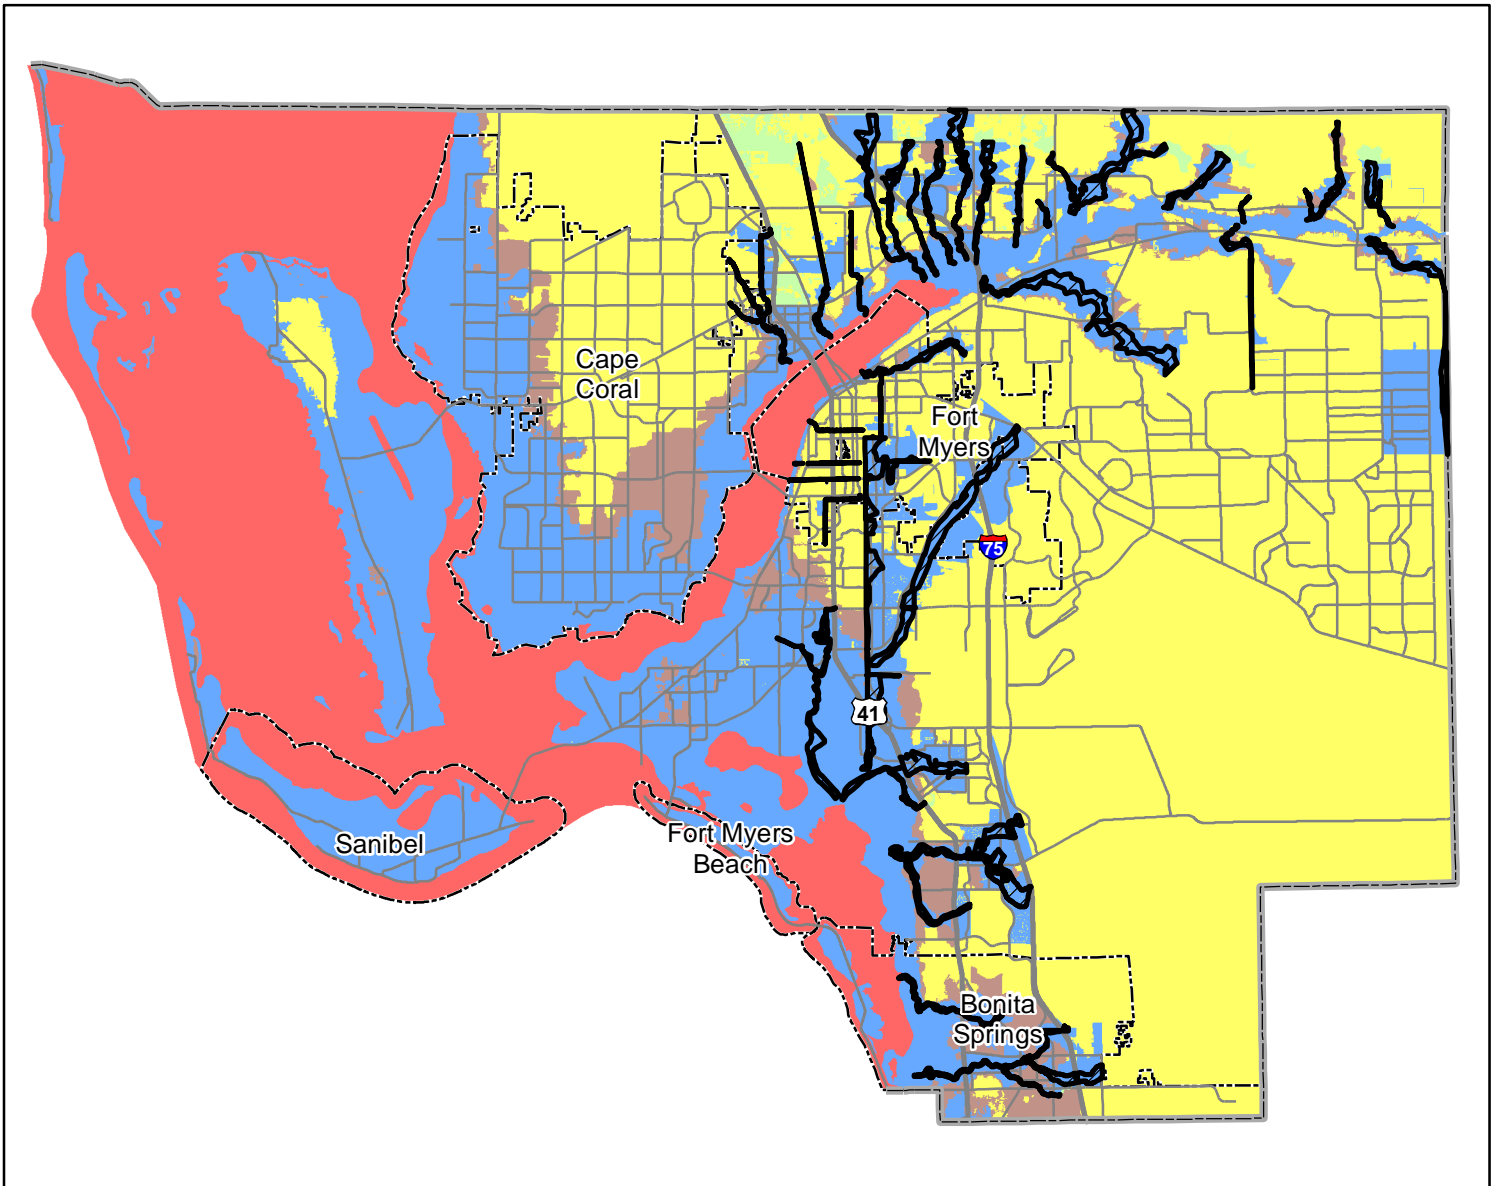 Cape
Coral
Fort
Myers
75
41
Sanibel
Fort Myers
Beach
Bonita
Springs